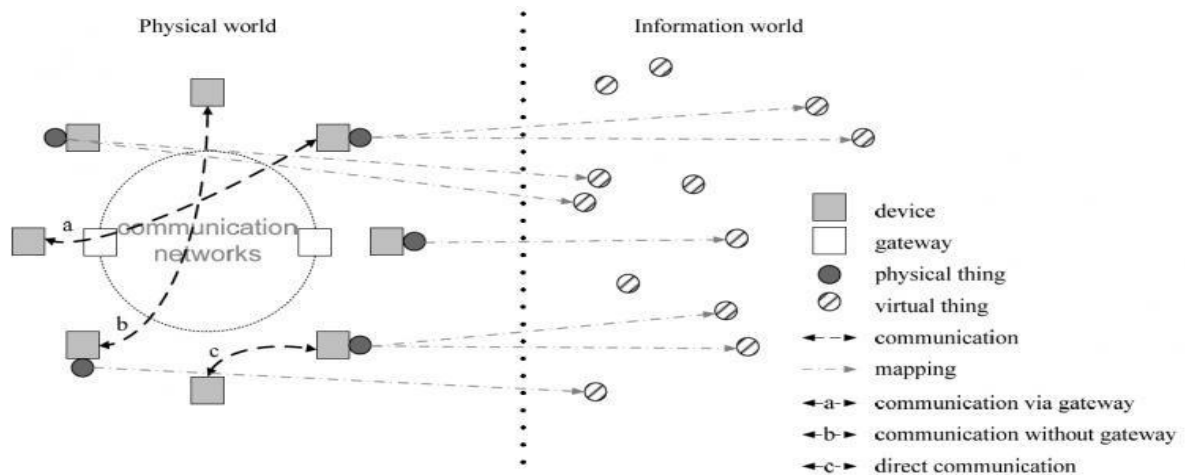 Physical world
Information world
a
communication
networks
b
c
device
gateway
physical thing
virtual thing
communication
mapping
a communication via gateway
b communication without gateway
c direct communication